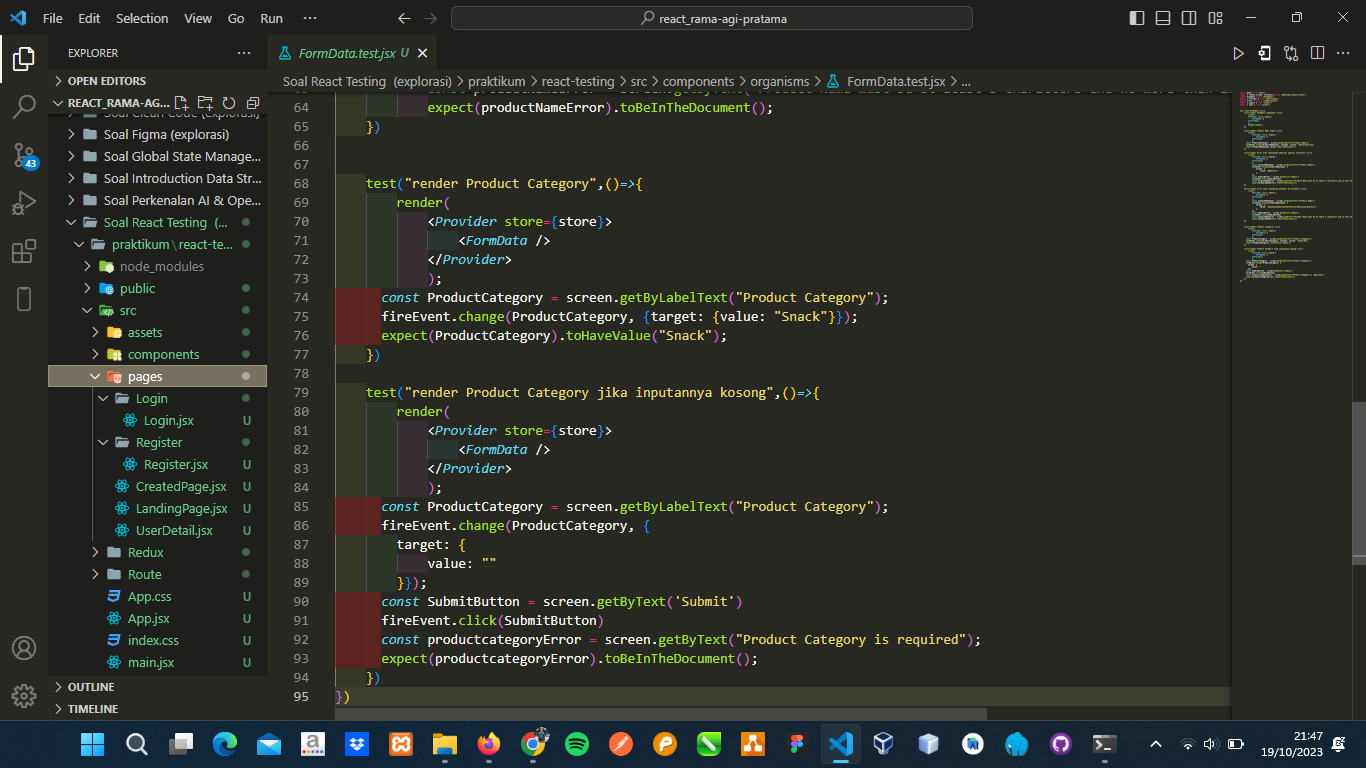 File Edit Selection View Go Run ··· react_rama-agi-pratama
EXPLORER ···
FormData.test.jsx U
OPEN EDITORS
REACT_RAMA-AG...
Soal Clean Code (explorasi)
Soal Figma (explorasi)
Soal Global State Manage...
Soal Introduction Data Str...
Soal Perkenalan AI & Ope...
Soal React Testing (...
praktikum\react-te...
node_modules
public
src
assets
components
pages
Login
Login.jsx U
Register
Register.jsx U
CreatedPage.jsx U
LandingPage.jsx U
UserDetail.jsx U
Redux
Route
App.css U
App.jsx U
index.css U
main.jsx U
OUTLINE
TIMELINE
43
Soal React Testing (explorasi) > praktikum > react-testing > src > components > organisms > FormData.test.jsx > ...
64 expect(productNameError).toBeInTheDocument();
65 })
66
67
68 test("render Product Category",()=>{
69 render(
70 <Provider store={store}>
71 <FormData />
72 </Provider>
73 );
74 const ProductCategory = screen.getByLabelText("Product Category");
75 fireEvent.change(ProductCategory, {target: {value: "Snack"}});
76 expect(ProductCategory).toHaveValue("Snack");
77 })
78
79 test("render Product Category jika inputannya kosong",()=>{
80 render(
81 <Provider store={store}>
82 <FormData />
83 </Provider>
84 );
85 const ProductCategory = screen.getByLabelText("Product Category");
86 fireEvent.change(ProductCategory, {
87 target: {
88 value: ""
89 }});
90 const SubmitButton = screen.getByText('Submit')
91 fireEvent.click(SubmitButton)
92 const productcategoryError = screen.getByText("Product Category is required");
93 expect(productcategoryError).toBeInTheDocument();
94 })
95 })
21:47
19/10/2023